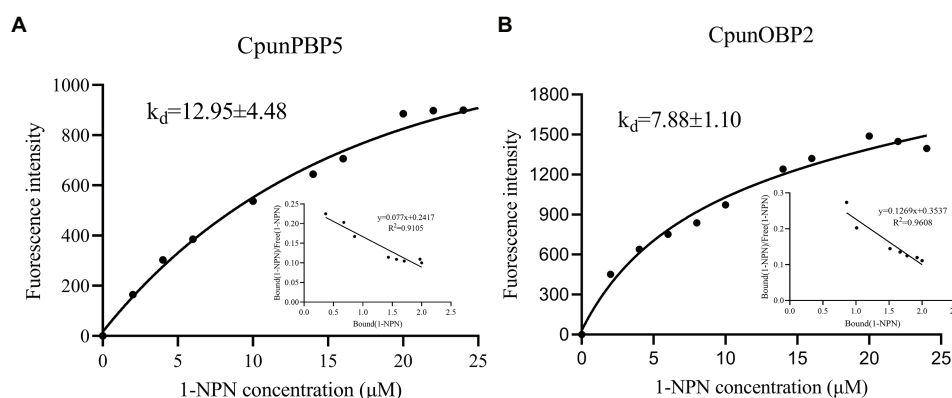 A
CpunPBP5
k_d=12.95±4.48
Fuorescence intensity
1000
800
600
400
200
0
0 5 10 15 20 25
1-NPN concentration (μM)
y=0.077x+0.2417
R²=0.9105
Bound(1-NPN)/Free(1-NPN)
0.25
0.20
0.15
0.10
0.05
0.00
0.0 0.5 1.0 1.5 2.0 2.5
Bound(1-NPN)
B
CpunOBP2
k_d=7.88±1.10
Fuorescence intensity
1800
1500
1200
900
600
300
0
0 5 10 15 20 25
1-NPN concentration (μM)
y=0.1269x+0.3537
R²=0.9608
Bound(1-NPN)/Free(1-NPN)
0.3
0.2
0.1
0.0
0.0 0.5 1.0 1.5 2.0
Bound(1-NPN)